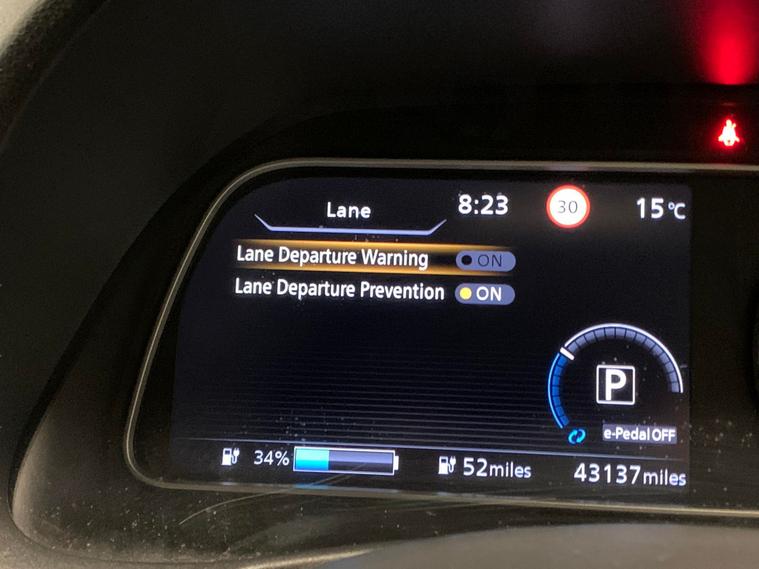 Lane 8:23 30 15°C
Lane Departure Warning ON
Lane Departure Prevention ON
P
e-Pedal OFF
34% 52miles 43137miles